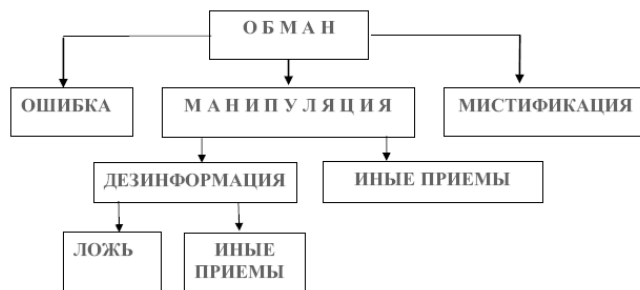 О Б М А Н
ОШИБКА
М А Н И П У Л Я Ц И Я
МИСТИФИКАЦИЯ
ДЕЗИНФОРМАЦИЯ
ИНЫЕ ПРИЕМЫ
ЛОЖЬ
ИНЫЕ
ПРИЕМЫ